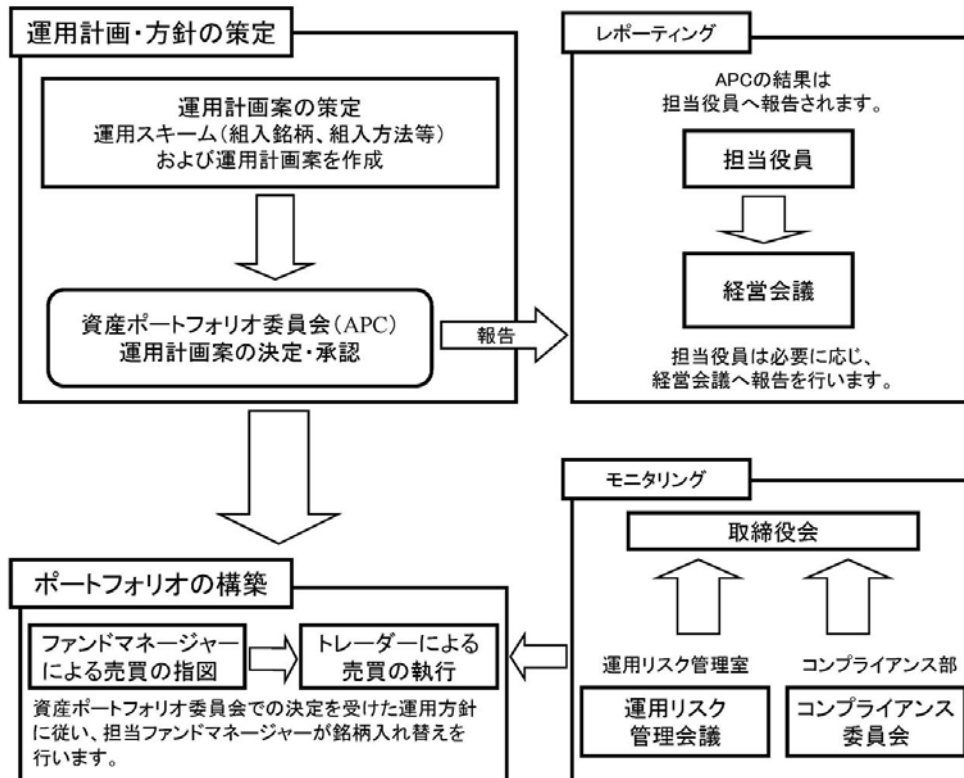 運用計画・方針の策定
運用計画案の策定
運用スキーム(組入銘柄、組入方法等)
および運用計画案を作成
資産ポートフォリオ委員会(APC)
運用計画案の決定・承認
報告
レポーティング
APCの結果は
担当役員へ報告されます。
担当役員
経営会議
担当役員は必要に応じ、
経営会議へ報告を行います。
ポートフォリオの構築
ファンドマネージャー
による売買の指図
トレーダーによる
売買の執行
資産ポートフォリオ委員会での決定を受けた運用方針
に従い、担当ファンドマネージャーが銘柄入れ替えを
行います。
モニタリング
取締役会
運用リスク管理室
コンプライアンス部
運用リスク
管理会議
コンプライアンス
委員会